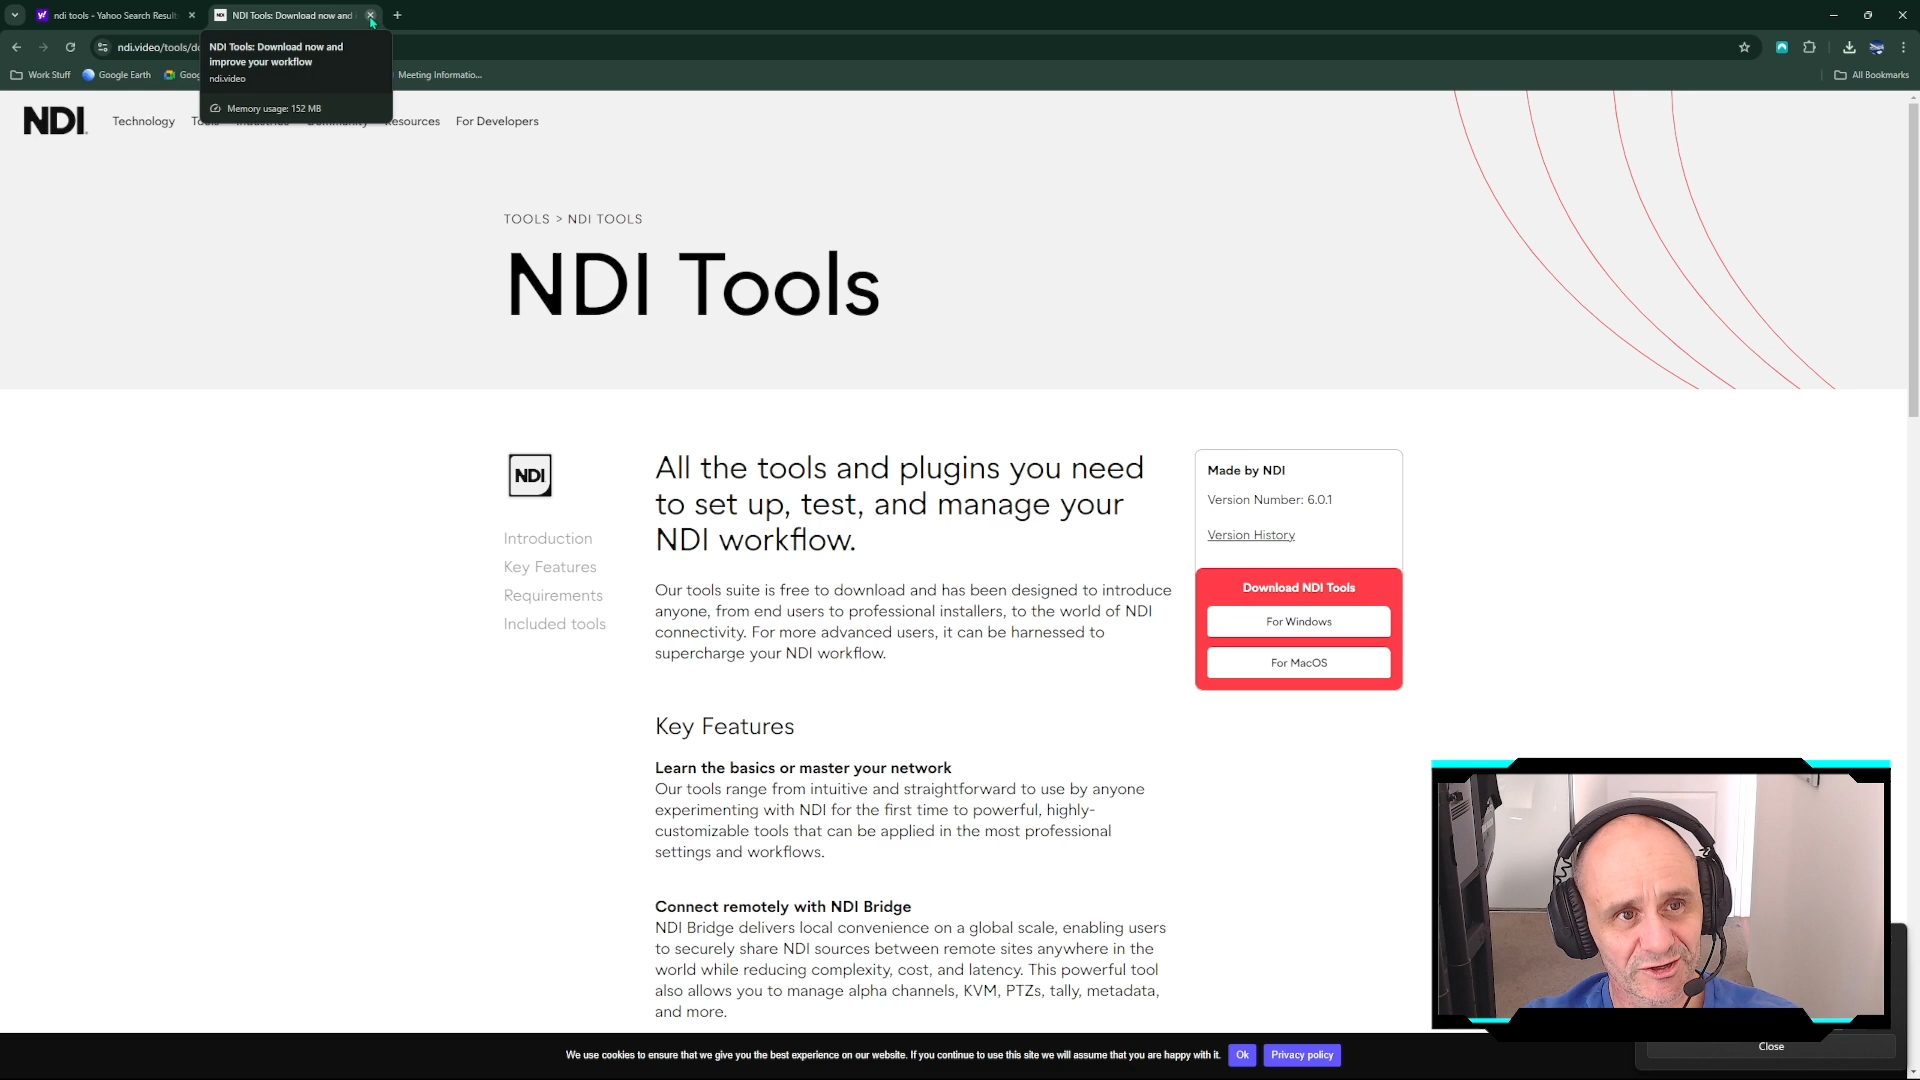 ndi tools - Yahoo Search Result
NDI Tools: Download now and
ndi.video/tools/
NDI Tools: Download now and
improve your workflow
ndi.video
Memory usage: 152 MB
Work Stuff
Google Earth
Meeting Informatio...
All Bookmarks
NDI
Technology
Resources
For Developers
TOOLS > NDI TOOLS
NDI Tools
NDI
Introduction
Key Features
Requirements
Included tools
All the tools and plugins you need
to set up, test, and manage your
NDI workflow.
Our tools suite is free to download and has been designed to introduce
anyone, from end users to professional installers, to the world of NDI
connectivity. For more advanced users, it can be harnessed to
supercharge your NDI workflow.
Made by NDI
Version Number: 6.0.1
Version History
Download NDI Tools
For Windows
For MacOS
Key Features
Learn the basics or master your network
Our tools range from intuitive and straightforward to use by anyone
experimenting with NDI for the first time to powerful, highly-
customizable tools that can be applied in the most professional
settings and workflows.
Connect remotely with NDI Bridge
NDI Bridge delivers local convenience on a global scale, enabling users
to securely share NDI sources between remote sites anywhere in the
world while reducing complexity, cost, and latency. This powerful tool
also allows you to manage alpha channels, KVM, PTZs, tally, metadata,
and more.
We use cookies to ensure that we give you the best experience on our website. If you continue to use this site we will assume that you are happy with it.
Ok
Privacy policy
Close